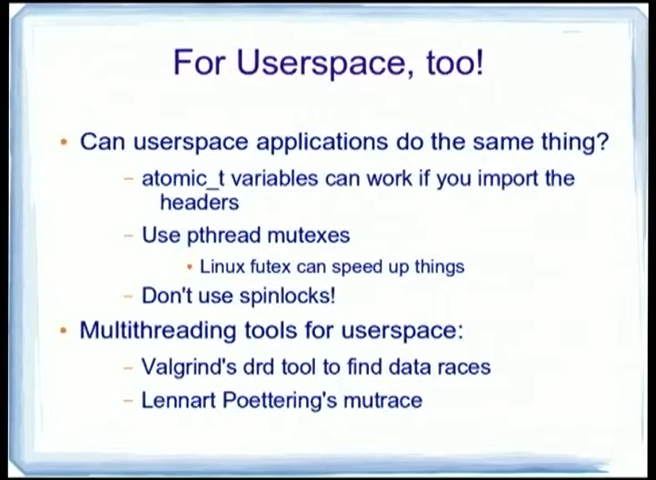 For Userspace, too!
• Can userspace applications do the same thing?
– atomic_t variables can work if you import the
headers
– Use pthread mutexes
• Linux futex can speed up things
– Don't use spinlocks!
• Multithreading tools for userspace:
– Valgrind's drd tool to find data races
– Lennart Poettering's mutrace